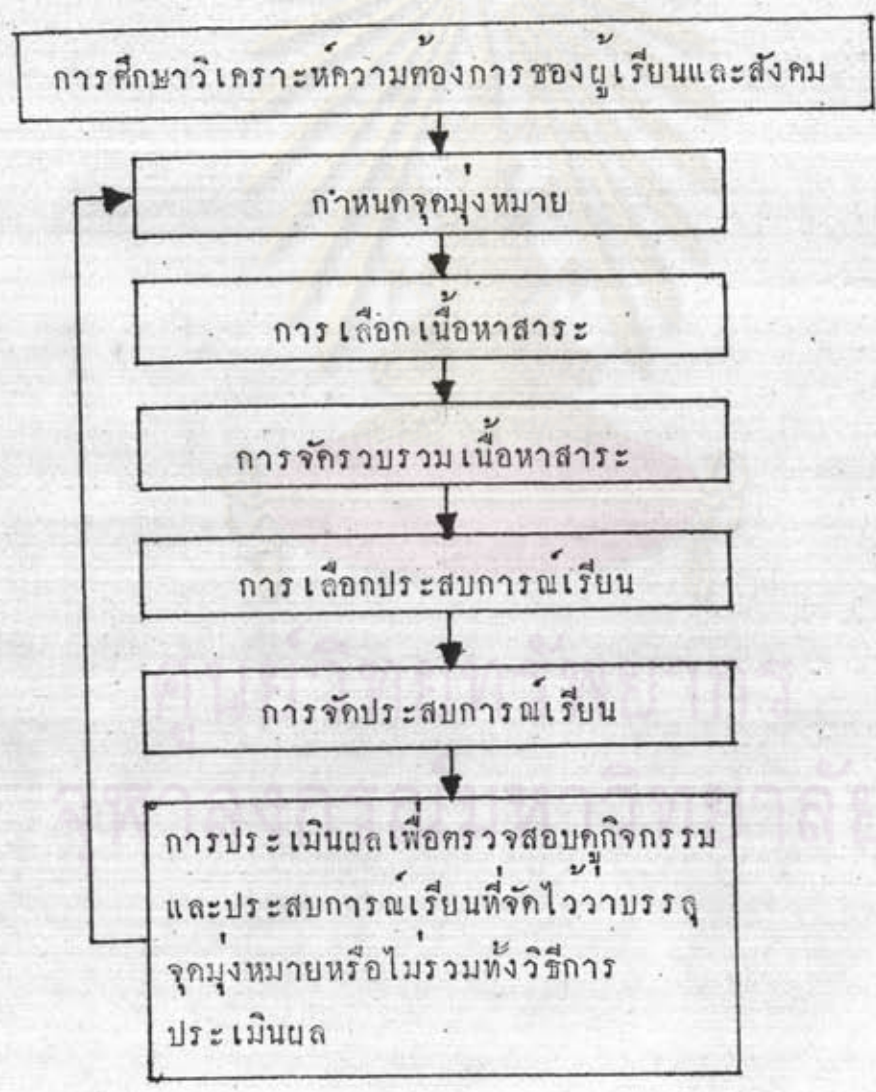 การศึกษาวิเคราะห์ความต้องการของผู้เรียนและสังคม
กำหนดจุดมุ่งหมาย
การเลือกเนื้อหาสาระ
การจัดรวบรวมเนื้อหาสาระ
การเลือกประสบการณ์เรียน
การจัดประสบการณ์เรียน
การประเมินผลเพื่อตรวจสอบดูกิจกรรม
และประสบการณ์เรียนที่จัดไว้ว่าบรรลุ
จุดมุ่งหมายหรือไม่รวมทั้งวิธีการ
ประเมินผล